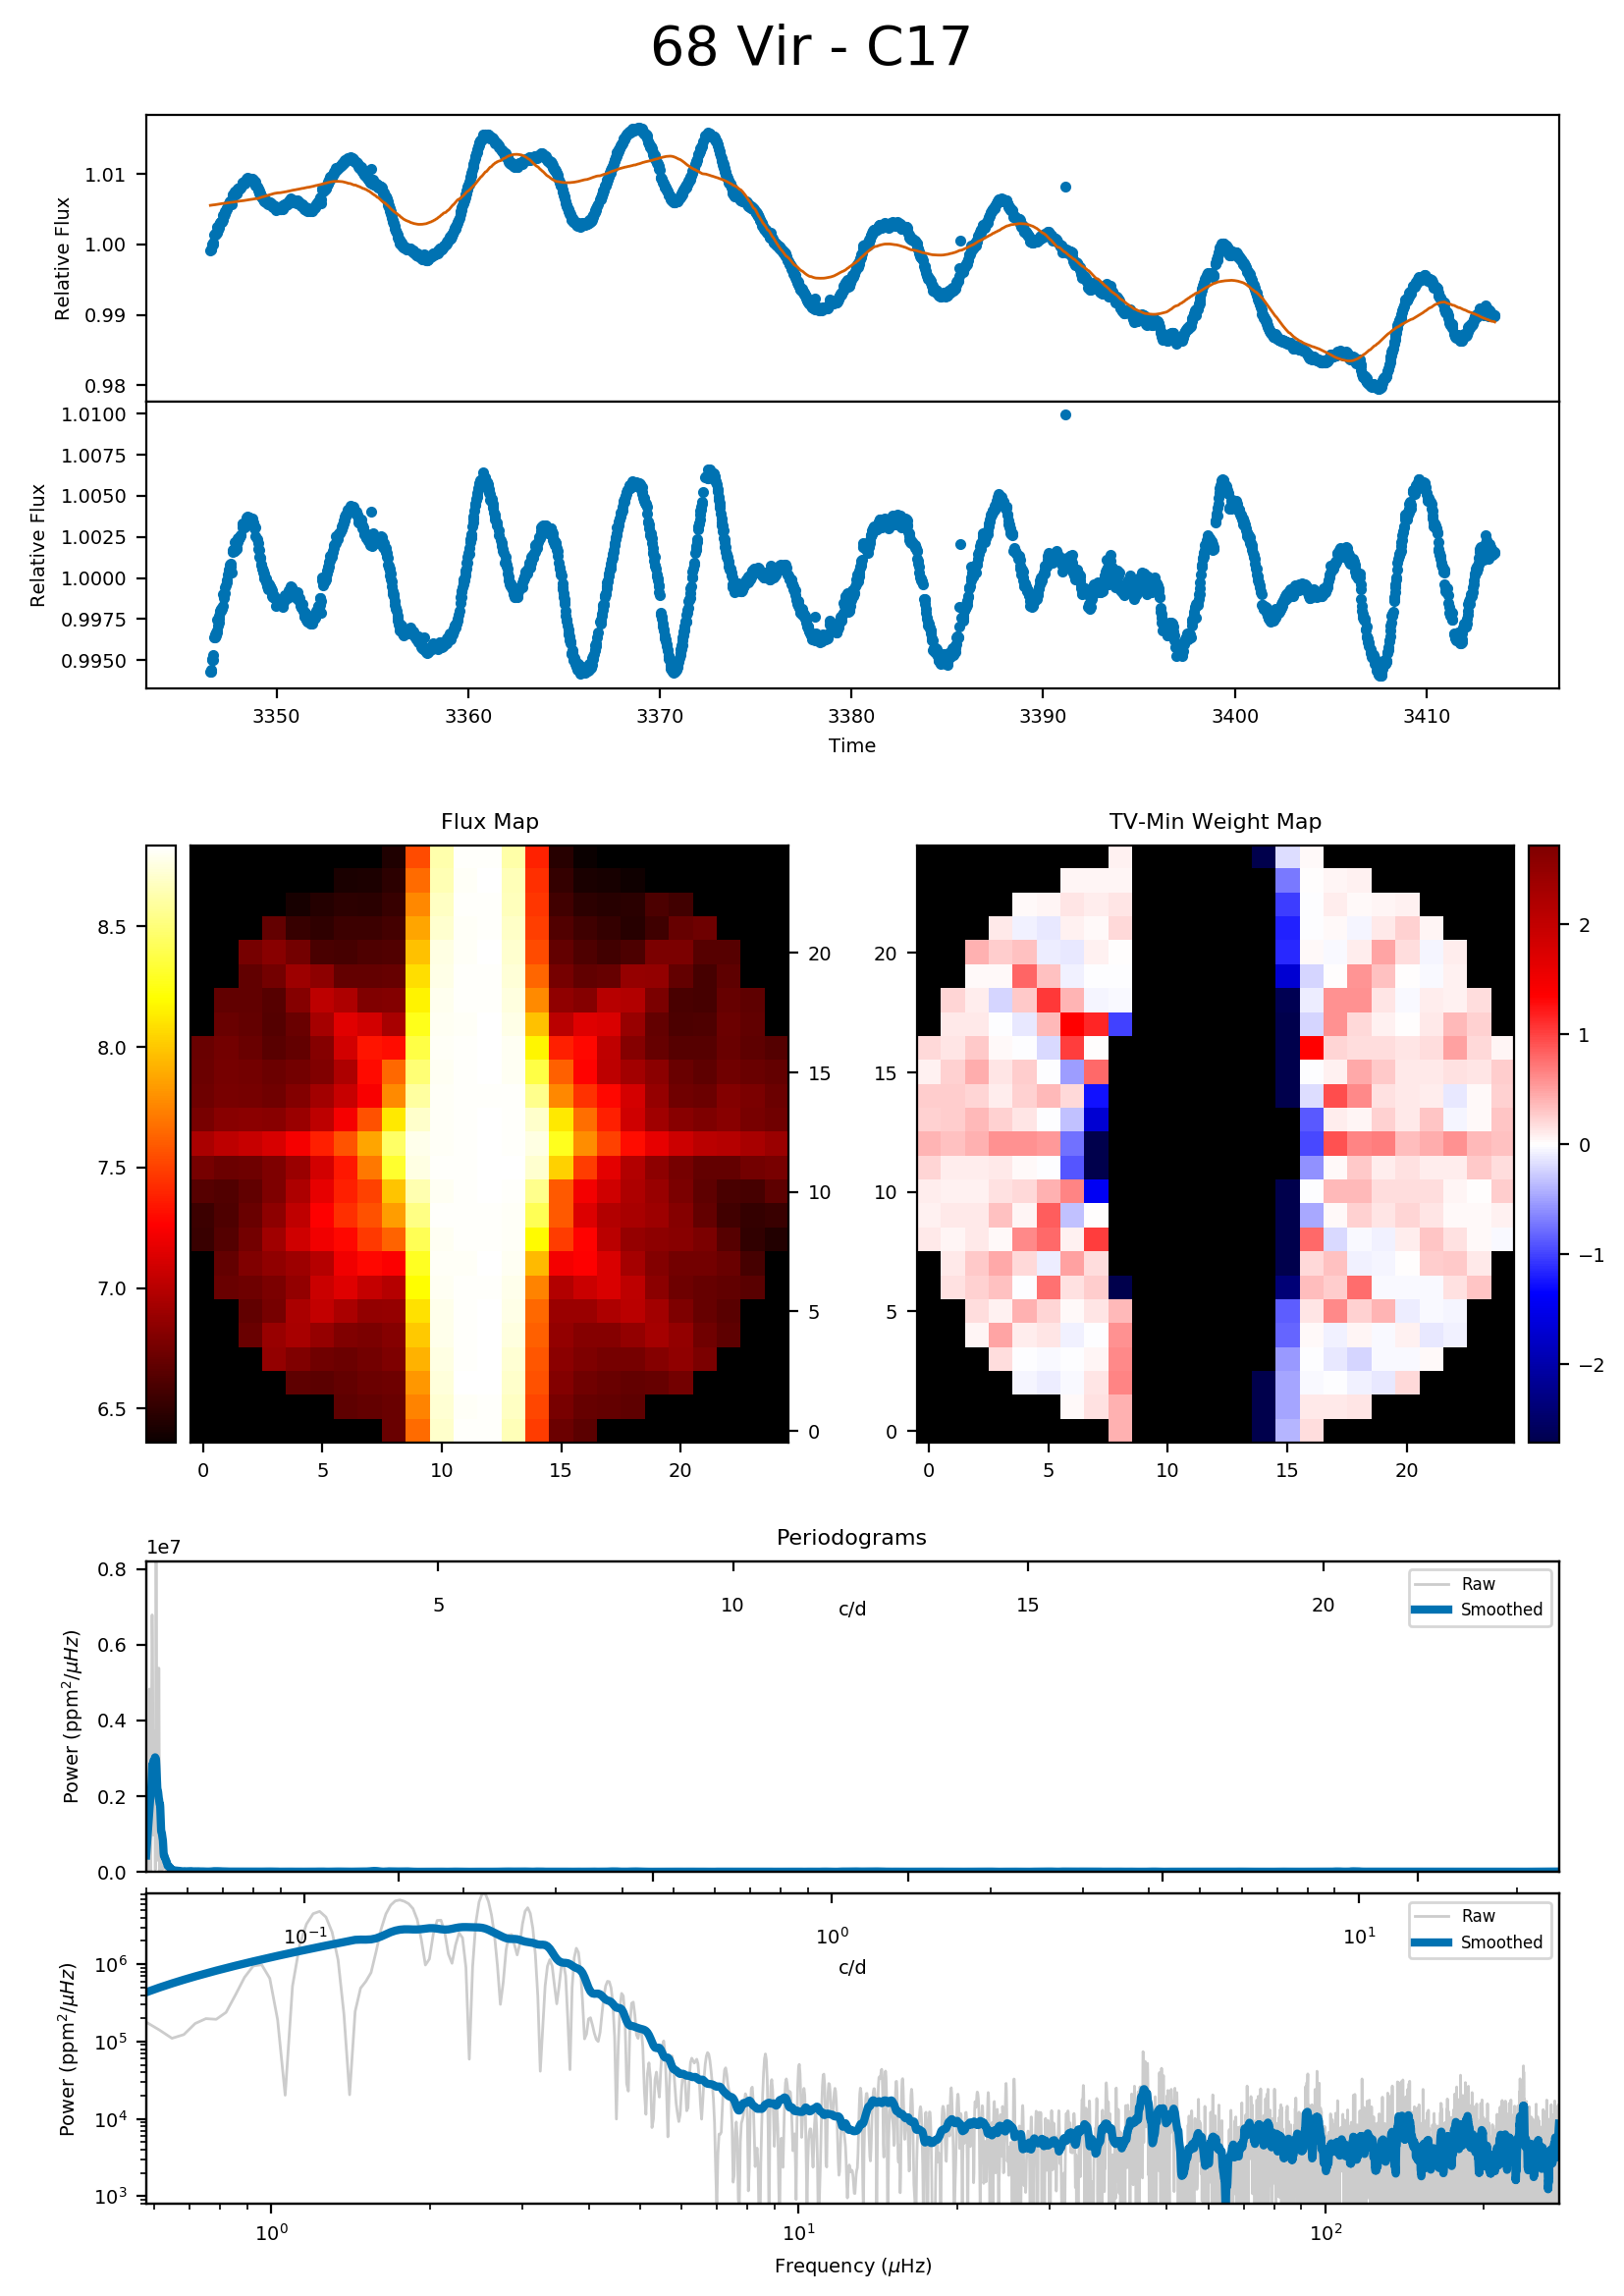 68 Vir - C17
1.01
1.00
0.99
0.98
Relative Flux
1.0100
1.0075
1.0050
1.0025
1.0000
0.9975
0.9950
Relative Flux
3350 3360 3370 3380 3390 3400 3410
Time
Flux Map
TV-Min Weight Map
8.5
8.0
7.5
7.0
6.5
20
15
10
5
0
0 5 10 15 20
20
15
10
5
0
0 5 10 15 20
2
1
0
−1
−2
Periodograms
1e7
0.8
0.6
0.4
0.2
0.0
Power (ppm²/μHz)
5 10 15 20
c/d
Raw
Smoothed
10⁶
10⁵
10⁴
10³
Power (ppm²/μHz)
10⁻¹ 10⁰ 10¹
c/d
Raw
Smoothed
10⁰ 10¹ 10²
Frequency (μHz)